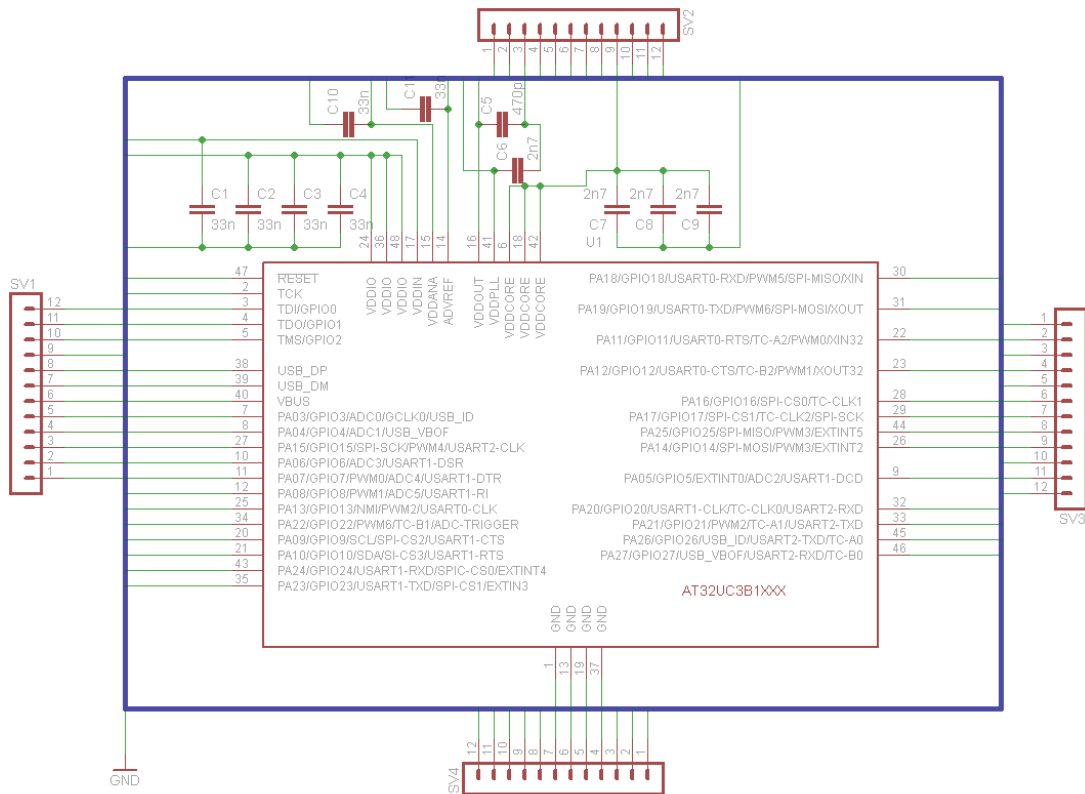 SV2
1 2 3 4 5 6 7 8 9 10 11 12
C10 33n
C11 33n
C5 470p
C6 2n7
C1 C2 C3 C4
33n 33n 33n 33n
2n7 2n7 2n7
C7 C8 C9
U1
24 36 48 17 15 14 16 41 6 18 42
VDDIO VDDIO VDDIO VDDIN VDDANA ADVREF VDDOUT VDDPLL VDDCORE VDDCORE VDDCORE
SV1
12
11
10
9
8
7
6
5
4
3
2
1
47 RESET
2 TCK
3 TDI/GPIO0
4 TDO/GPIO1
5 TMS/GPIO2
38 USB_DP
39 USB_DM
40 VBUS
7 PA03/GPIO3/ADC0/GCLK0/USB_ID
8 PA04/GPIO4/ADC1/USB_VBOF
27 PA15/GPIO15/SPI-SCK/PWM4/USART2-CLK
10 PA06/GPIO6/ADC3/USART1-DSR
11 PA07/GPIO7/PWM0/ADC4/USART1-DTR
12 PA08/GPIO8/PWM1/ADC5/USART1-RI
25 PA13/GPIO13/NMI/PWM2/USART0-CLK
34 PA22/GPIO22/PWM6/TC-B1/ADC-TRIGGER
20 PA09/GPIO9/SCL/SPI-CS2/USART1-CTS
21 PA10/GPIO10/SDA/SI-CS3/USART1-RTS
43 PA24/GPIO24/USART1-RXD/SPIC-CS0/EXTINT4
35 PA23/GPIO23/USART1-TXD/SPI-CS1/EXTIN3
PA18/GPIO18/USART0-RXD/PWM5/SPI-MISO/XIN 30
PA19/GPIO19/USART0-TXD/PWM6/SPI-MOSI/XOUT 31
PA11/GPIO11/USART0-RTS/TC-A2/PWM0/XIN32 22
PA12/GPIO12/USART0-CTS/TC-B2/PWM1/XOUT32 23
PA16/GPIO16/SPI-CS0/TC-CLK1 28
PA17/GPIO17/SPI-CS1/TC-CLK2/SPI-SCK 29
PA25/GPIO25/SPI-MISO/PWM3/EXTINT5 44
PA14/GPIO14/SPI-MOSI/PWM3/EXTINT2 26
PA05/GPIO5/EXTINT0/ADC2/USART1-DCD 9
PA20/GPIO20/USART1-CLK/TC-CLK0/USART2-RXD 32
PA21/GPIO21/PWM2/TC-A1/USART2-TXD 33
PA26/GPIO26/USB_ID/USART2-TXD/TC-A0 45
PA27/GPIO27/USB_VBOF/USART2-RXD/TC-B0 46
1
2
3
4
5
6
7
8
9
10
11
12
SV3
AT32UC3B1XXX
GND GND GND GND
1 13 19 37
12 11 10 9 8 7 6 5 4 3 2 1
SV4
GND